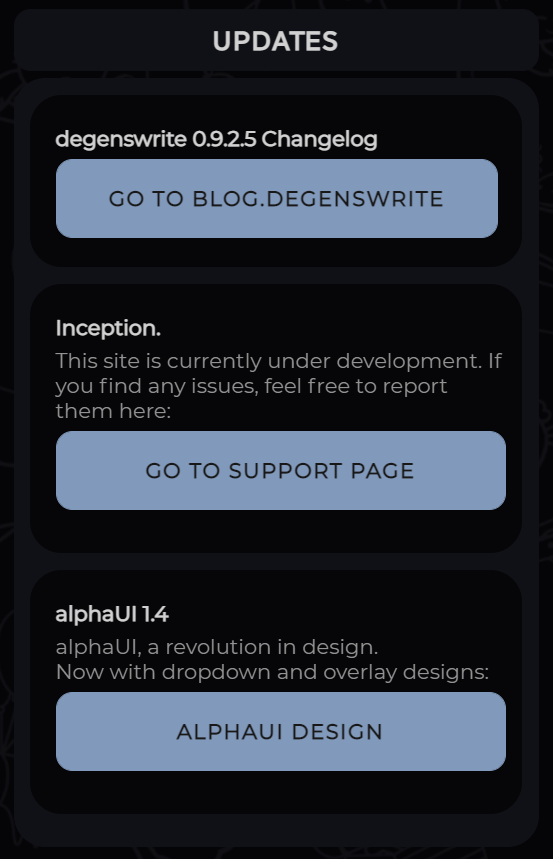 UPDATES
degenswrite 0.9.2.5 Changelog
GO TO BLOG.DEGENSWRITE
Inception.
This site is currently under development. If
you find any issues, feel free to report
them here:
GO TO SUPPORT PAGE
alphaUI 1.4
alphaUI, a revolution in design.
Now with dropdown and overlay designs:
ALPHAUI DESIGN